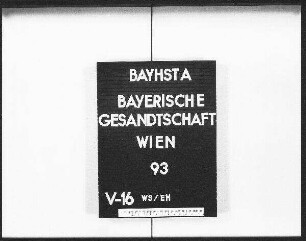 BAYHSTA
BAYERISCHE
GESANDTSCHAFT
WIEN
93
V-16 WS/EH